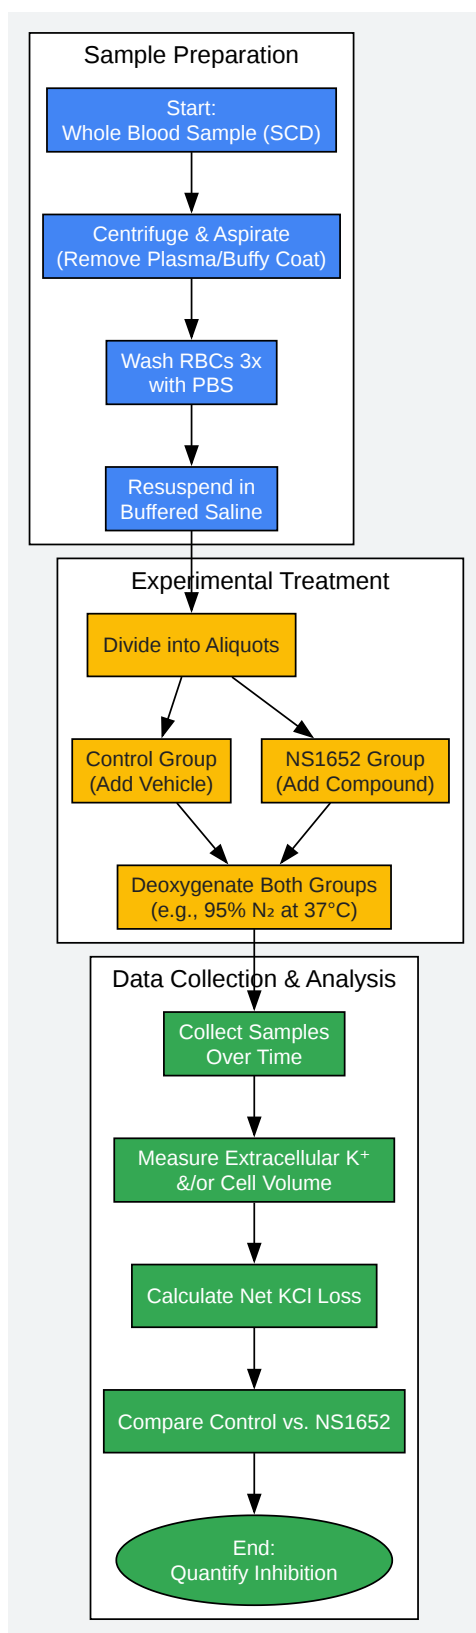 Sample Preparation
Start:
Whole Blood Sample (SCD)
Centrifuge & Aspirate
(Remove Plasma/Buffy Coat)
Wash RBCs 3x
with PBS
Resuspend in
Buffered Saline
Experimental Treatment
Divide into Aliquots
Control Group
(Add Vehicle)
NS1652 Group
(Add Compound)
Deoxygenate Both Groups
(e.g., 95% N₂ at 37°C)
Data Collection & Analysis
Collect Samples
Over Time
Measure Extracellular K⁺
&/or Cell Volume
Calculate Net KCl Loss
Compare Control vs. NS1652
End:
Quantify Inhibition